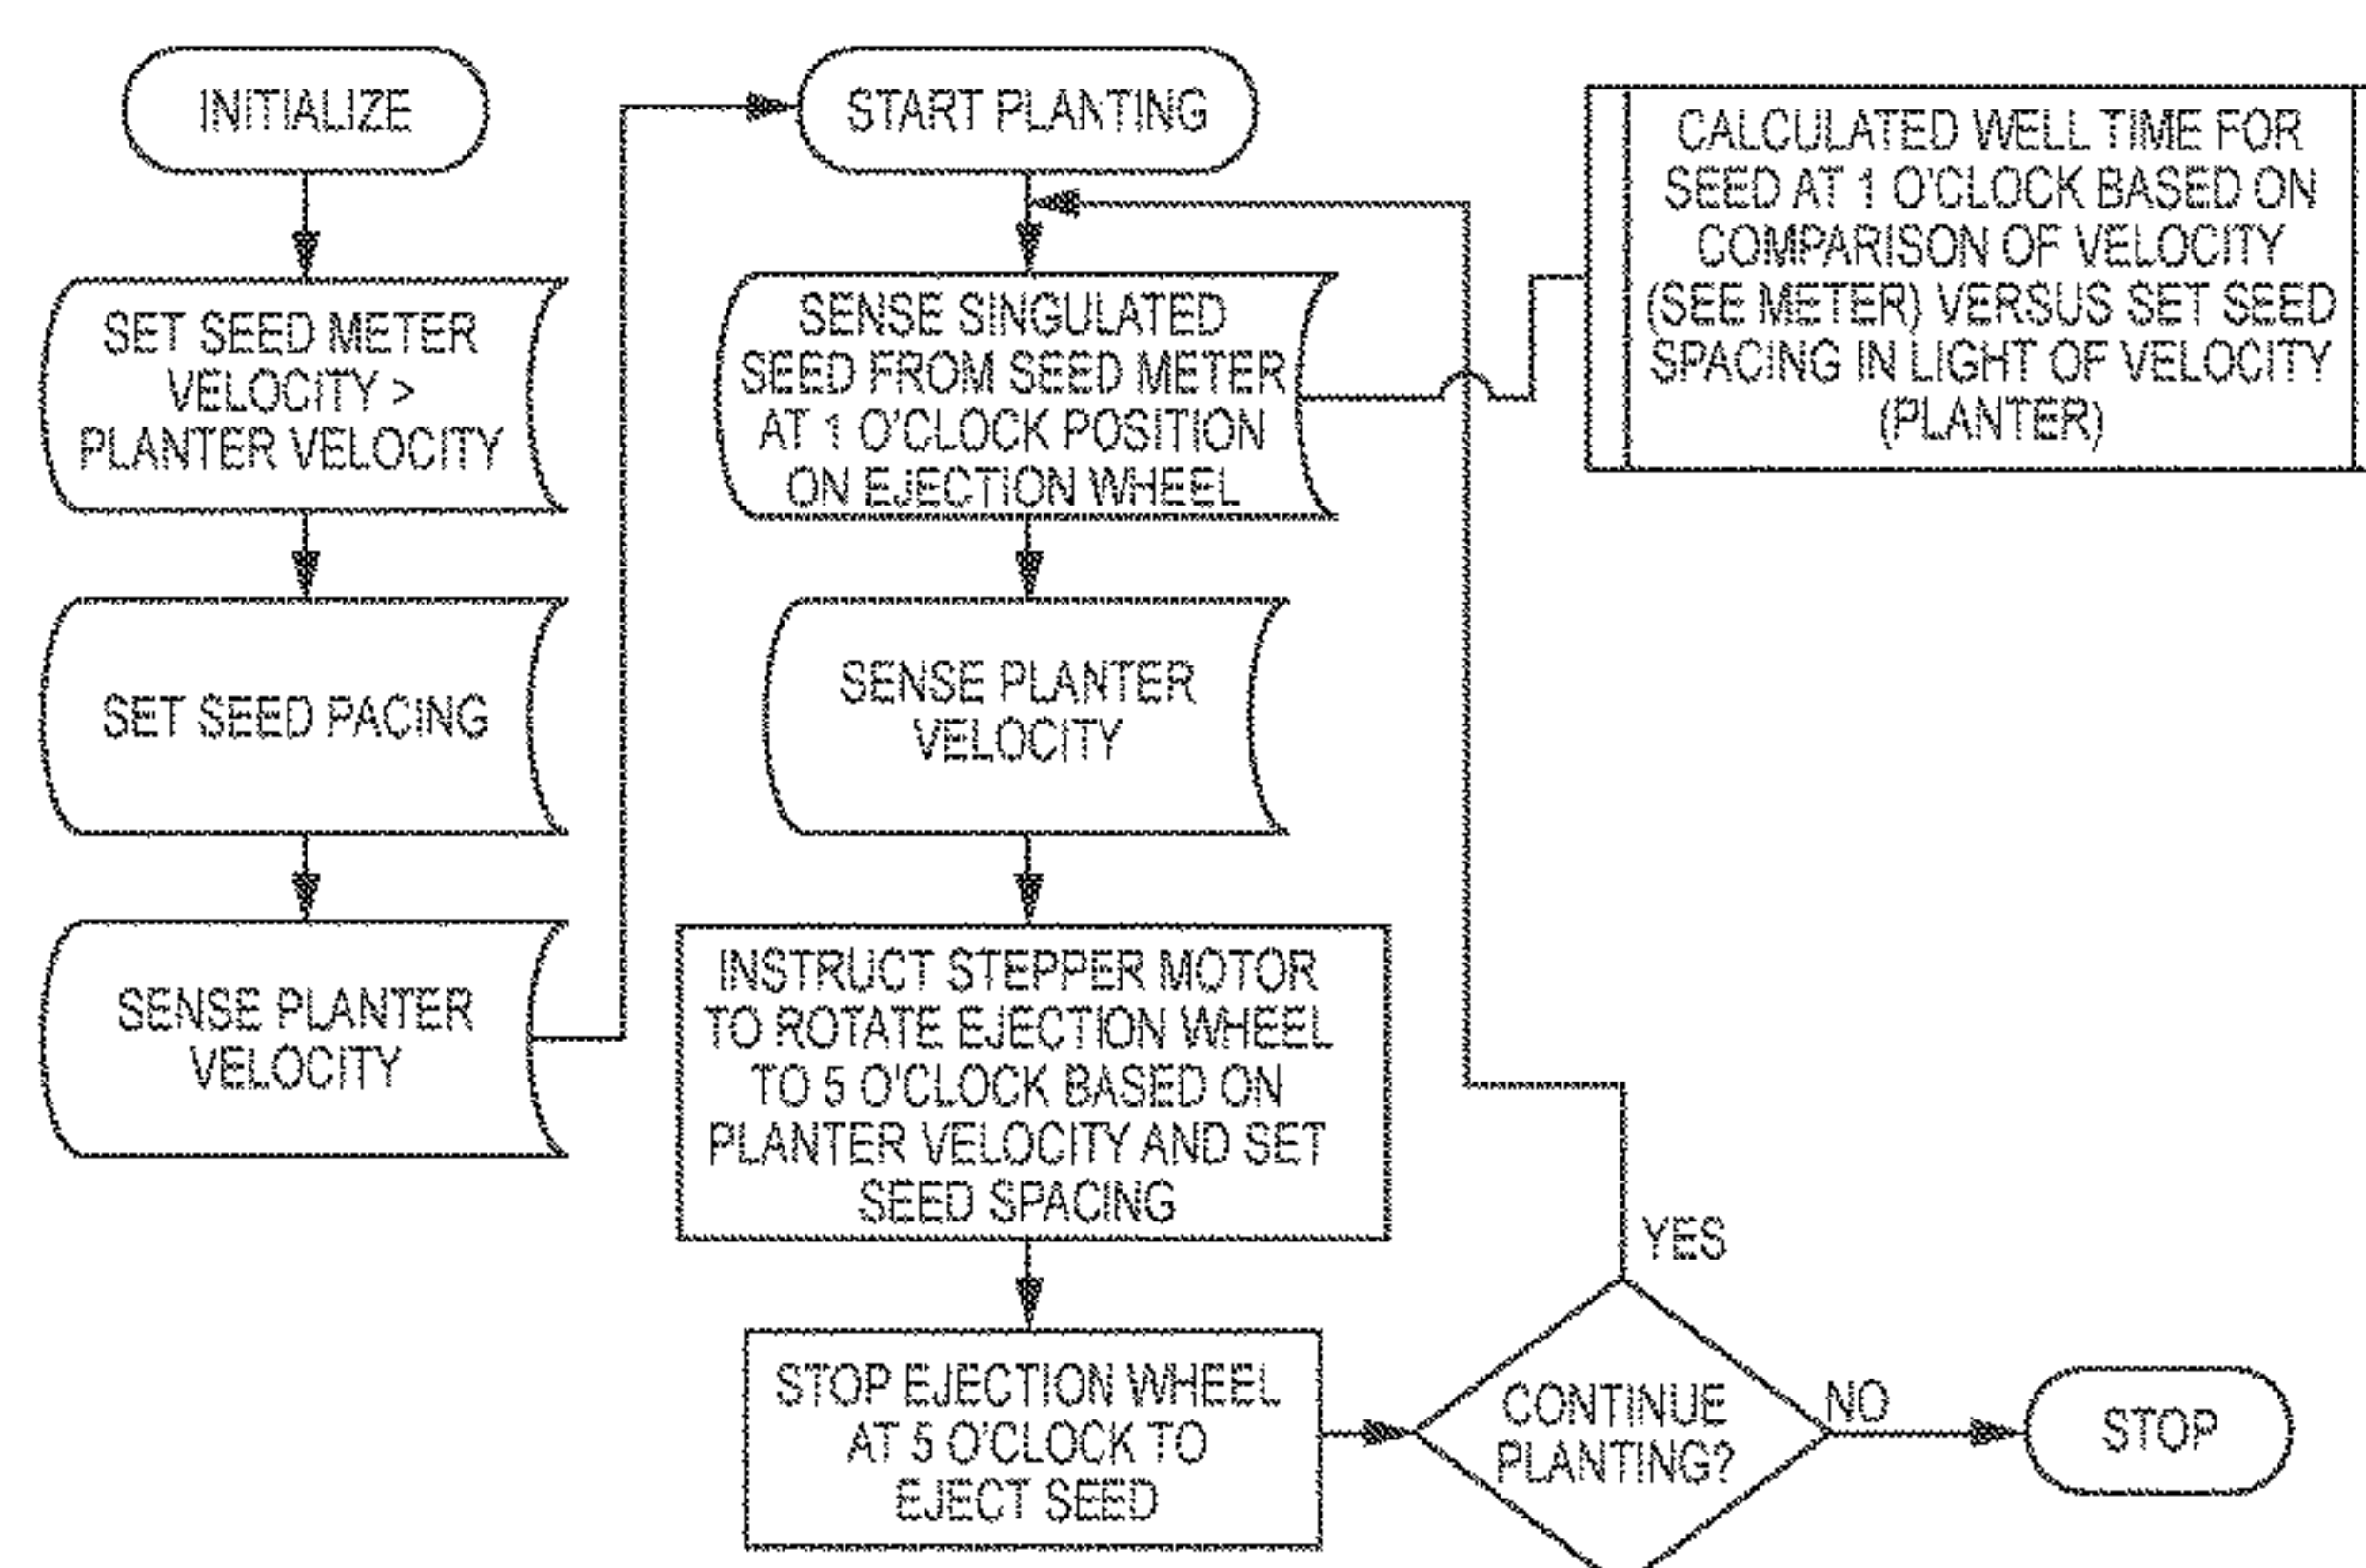 INITIALIZE
SET SEED METER
VELOCITY >
PLANTER VELOCITY
SET SEED PACING
SENSE PLANTER
VELOCITY
START PLANTING
SENSE SINGULATED
SEED FROM SEED METER
AT 1 O'CLOCK POSITION
ON EJECTION WHEEL
CALCULATED WELL TIME FOR
SEED AT 1 O'CLOCK BASED ON
COMPARISON OF VELOCITY
(SEE METER) VERSUS SET SEED
SPACING IN LIGHT OF VELOCITY
(PLANTER)
SENSE PLANTER
VELOCITY
INSTRUCT STEPPER MOTOR
TO ROTATE EJECTION WHEEL
TO 5 O'CLOCK BASED ON
PLANTER VELOCITY AND SET
SEED SPACING
STOP EJECTION WHEEL
AT 5 O'CLOCK TO
EJECT SEED
CONTINUE
PLANTING?
YES
NO
STOP